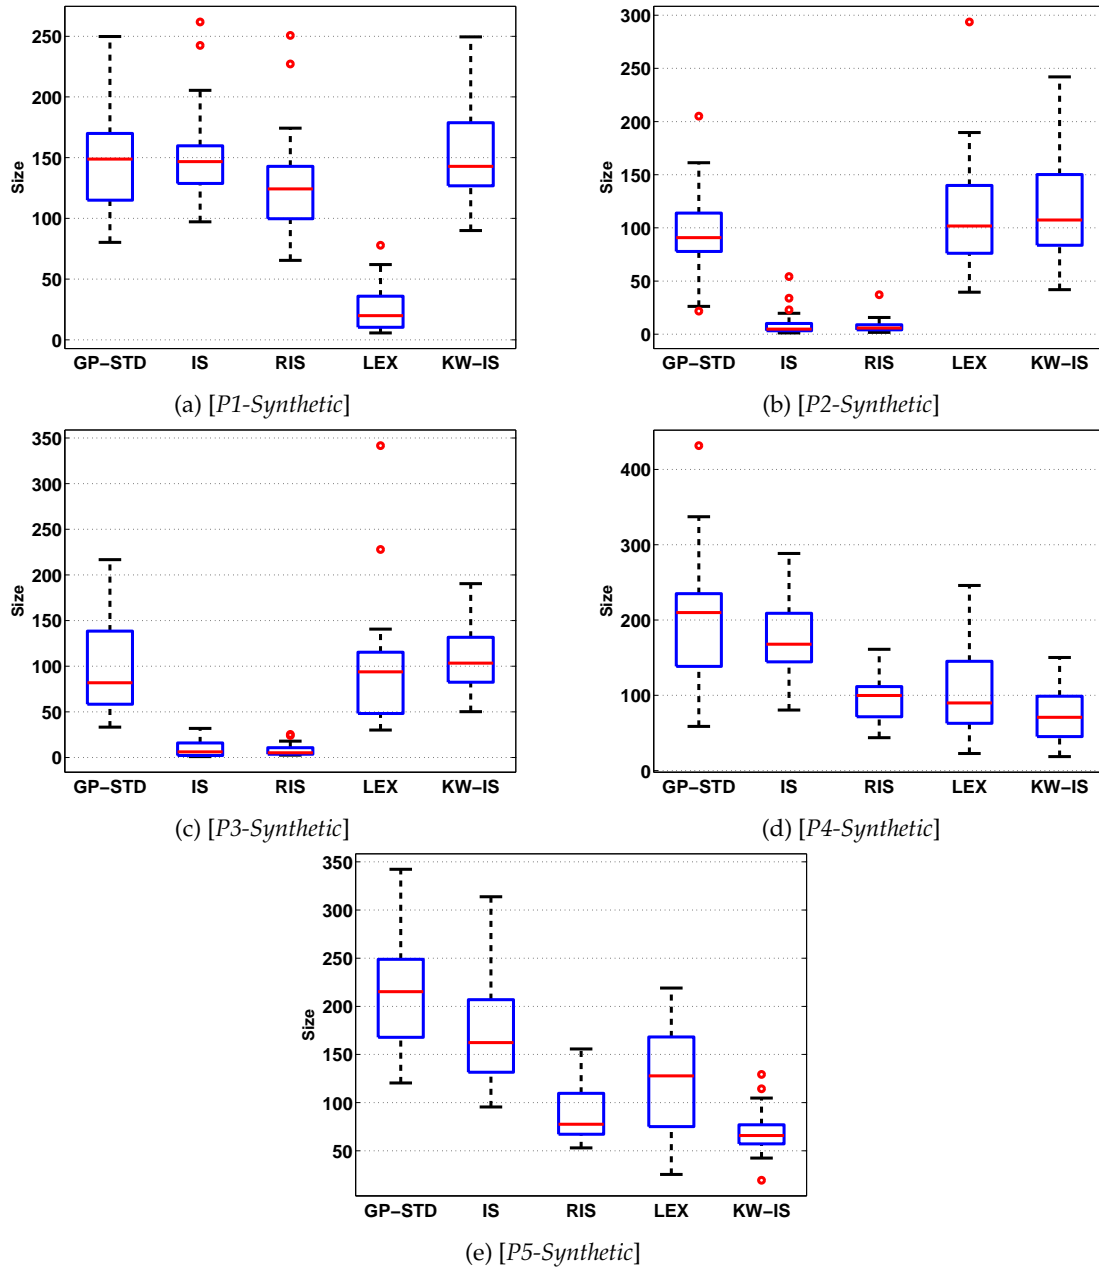 250
200
150
100
50
0
Size
GP−STD IS RIS LEX KW−IS
(a) [P1-Synthetic]
300
250
200
150
100
50
0
Size
GP−STD IS RIS LEX KW−IS
(b) [P2-Synthetic]
350
300
250
200
150
100
50
0
Size
GP−STD IS RIS LEX KW−IS
(c) [P3-Synthetic]
400
300
200
100
0
Size
GP−STD IS RIS LEX KW−IS
(d) [P4-Synthetic]
350
300
250
200
150
100
50
Size
GP−STD IS RIS LEX KW−IS
(e) [P5-Synthetic]